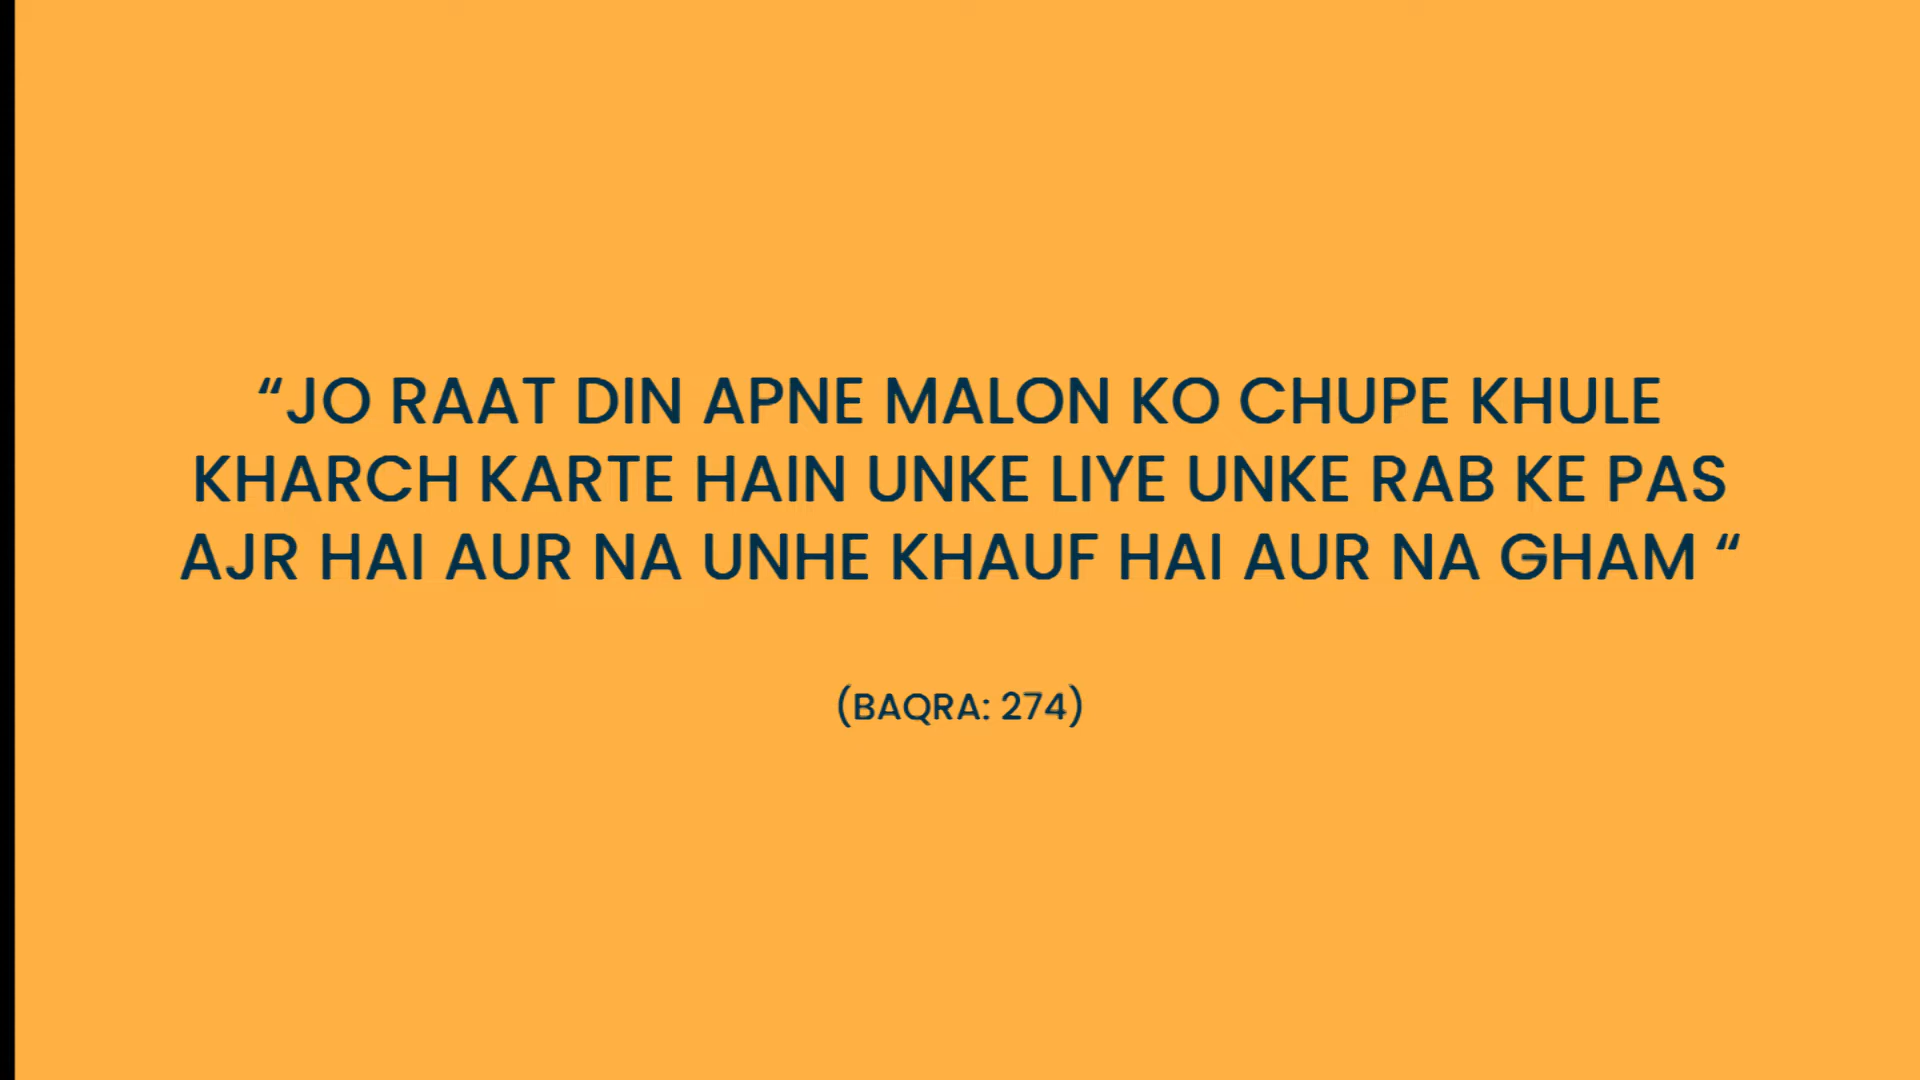 “JO RAAT DIN APNE MALON KO CHUPE KHULE
KHARCH KARTE HAIN UNKE LIYE UNKE RAB KE PAS
AJR HAI AUR NA UNHE KHAUF HAI AUR NA GHAM “
(BAQRA: 274)